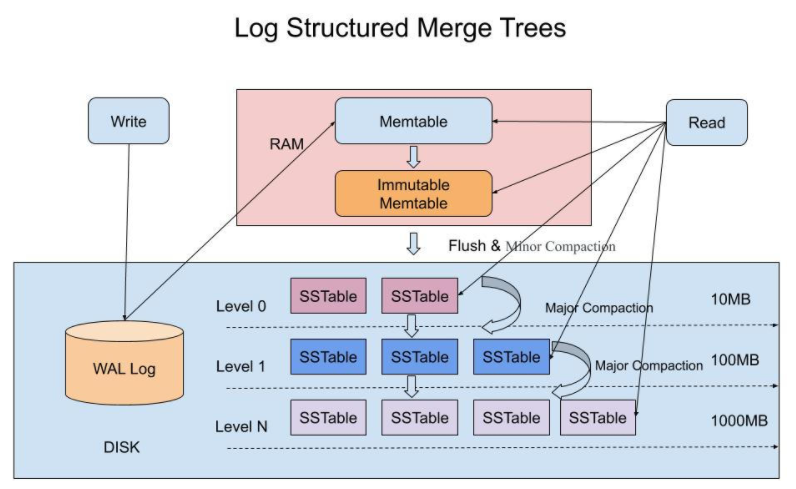 Log Structured Merge Trees
Write
Memtable
Read
RAM
Immutable
Memtable
Flush & Minor Compaction
Level 0
SSTable
SSTable
Major Compaction
10MB
WAL Log
Level 1
SSTable
SSTable
SSTable
Major Compaction
100MB
Level N
SSTable
SSTable
SSTable
SSTable
1000MB
DISK